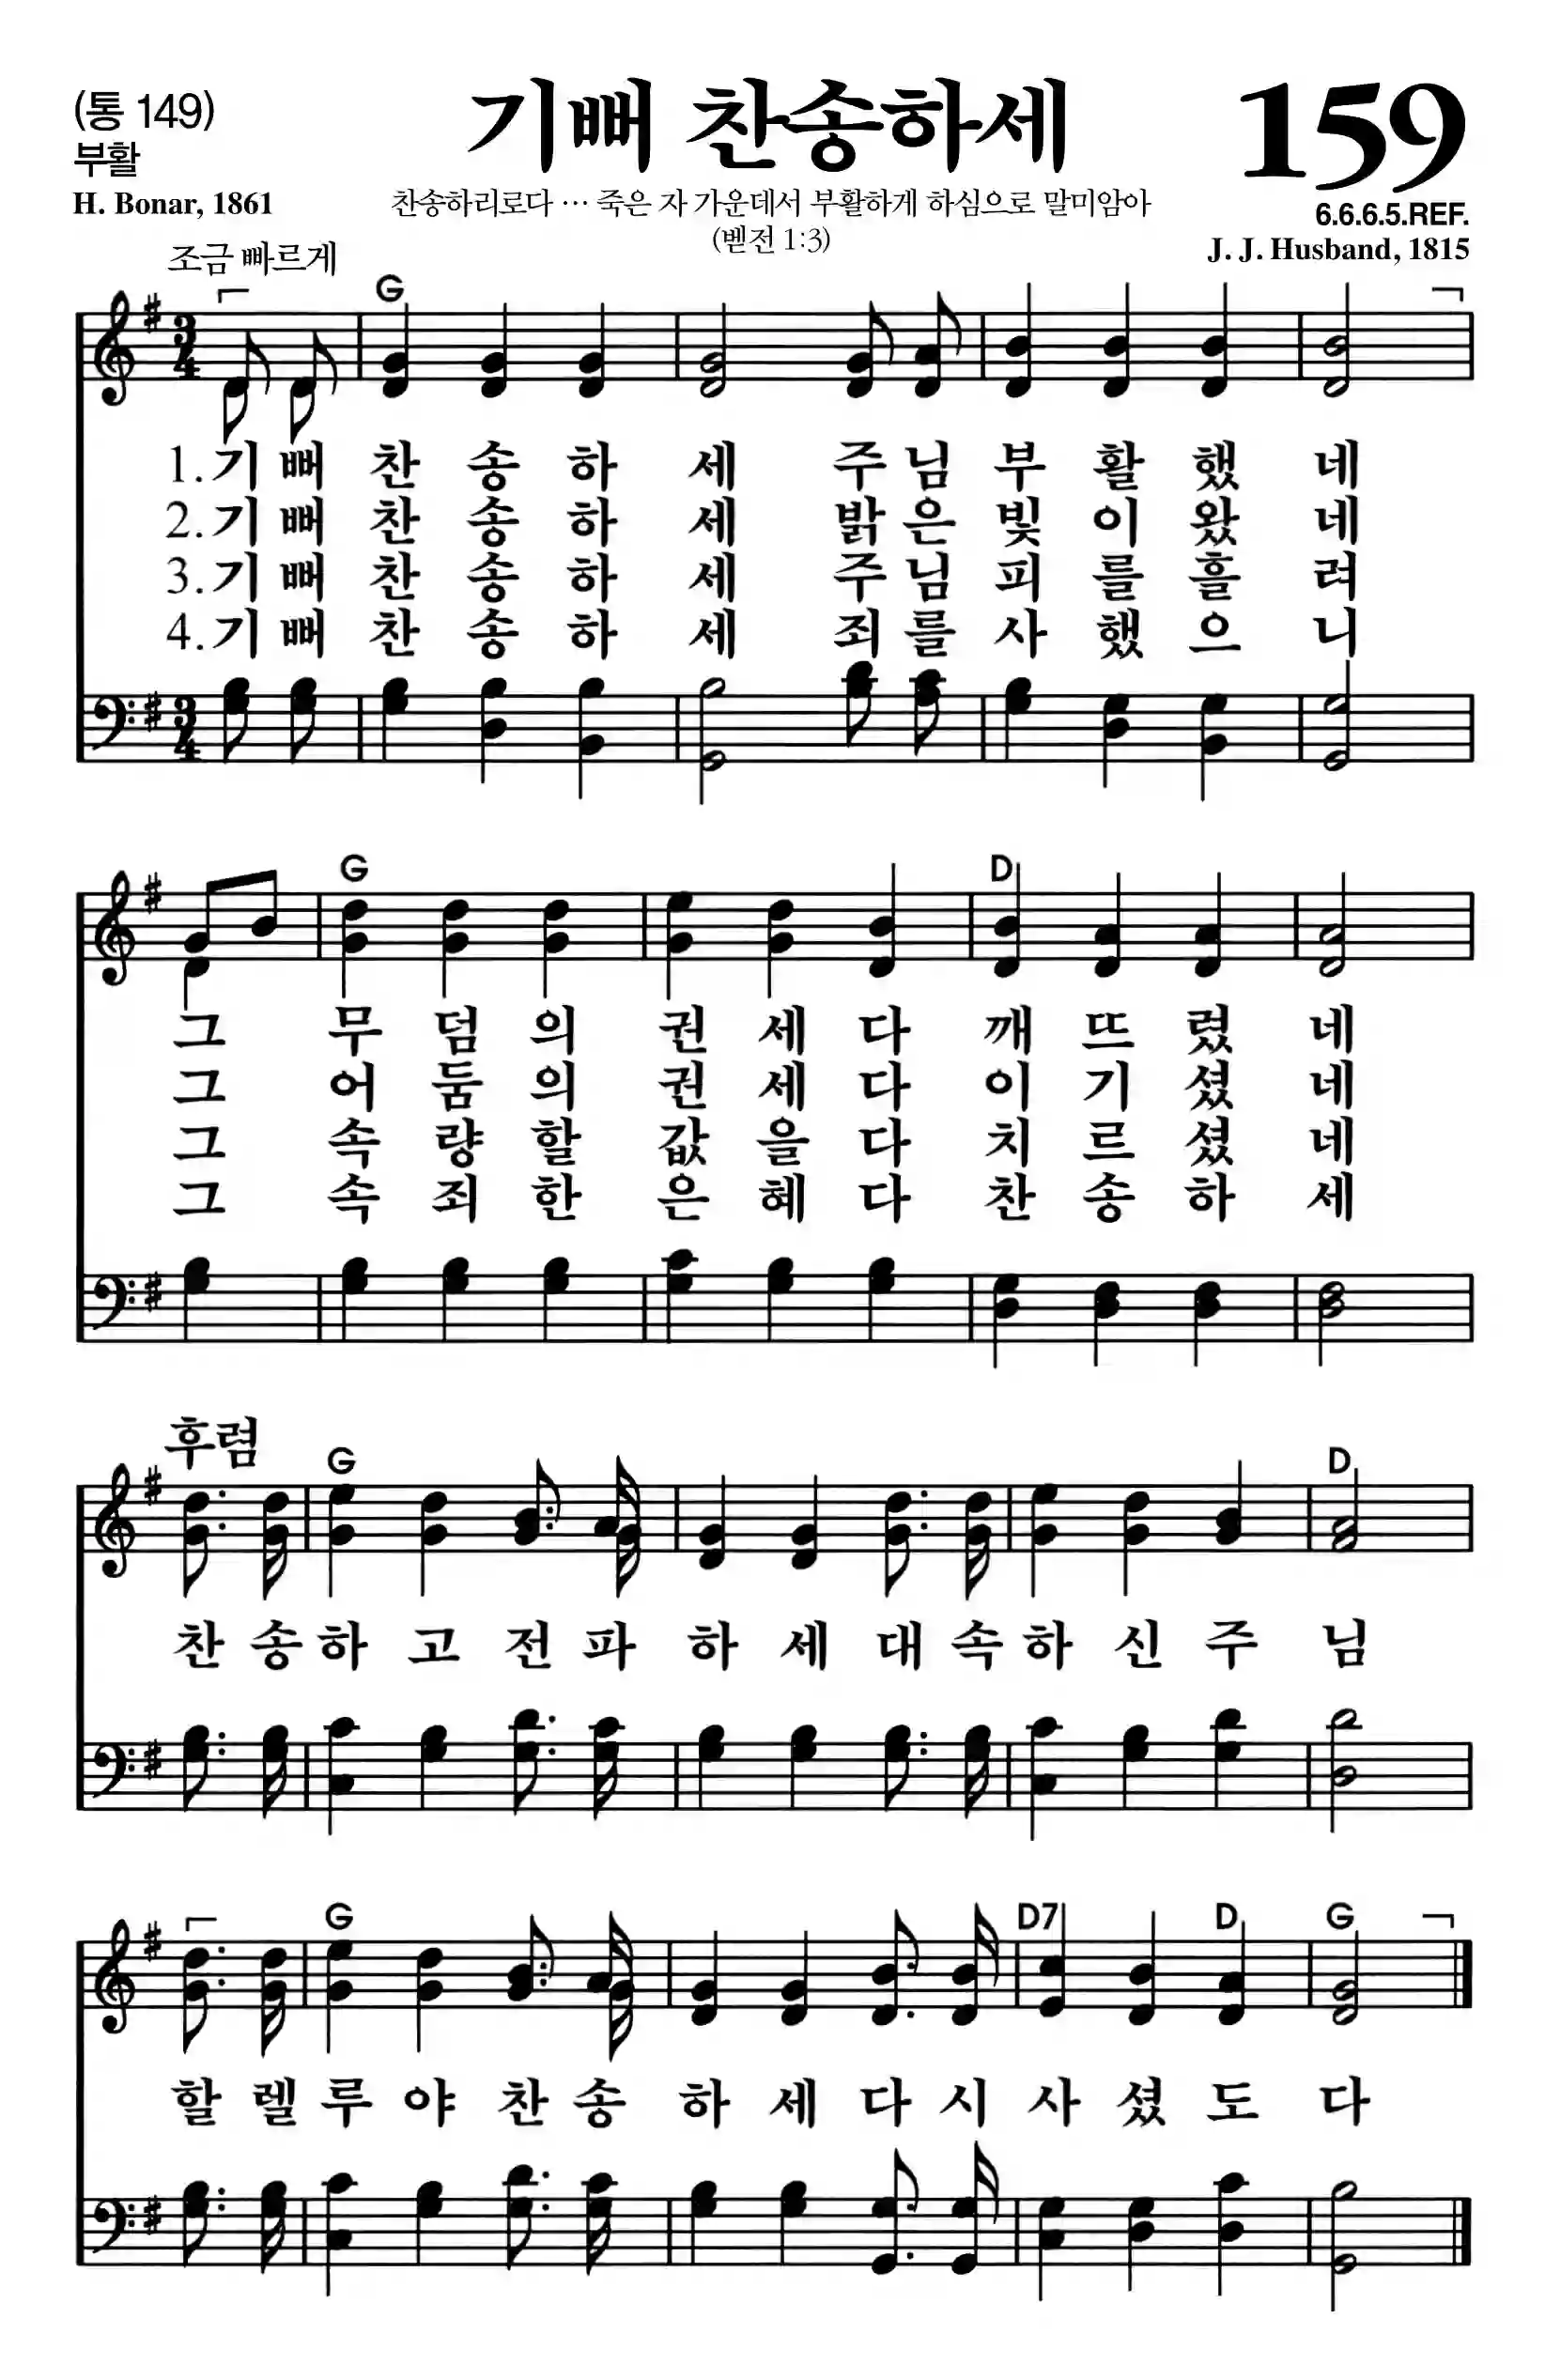 (통 149)
부활
H. Bonar, 1861
기뻐 찬송하세
찬송하리로다 … 죽은 자 가운데서 부활하게 하심으로 말미암아
(벧전 1:3)
159
6.6.6.5.REF.
J. J. Husband, 1815
조금 빠르게
G
1.기 뻐 찬 송 하 세 주 님 부 활 했 네
2.기 뻐 찬 송 하 세 밝 은 빛 이 왔 네
3.기 뻐 찬 송 하 세 주 님 피 를 흘 려
4.기 뻐 찬 송 하 세 죄 를 사 했 으 니
G D
그 무 덤 의 권 세 다 깨 뜨 렸 네
그 어 둠 의 권 세 다 이 기 셨 네
그 속 량 할 값 을 다 치 르 셨 네
그 속 죄 한 은 혜 다 찬 송 하 세
후렴
G D
찬 송 하 고 전 파 하 세 대 속 하 신 주 님
G D7 D G
할 렐 루 야 찬 송 하 세 다 시 사 셨 도 다